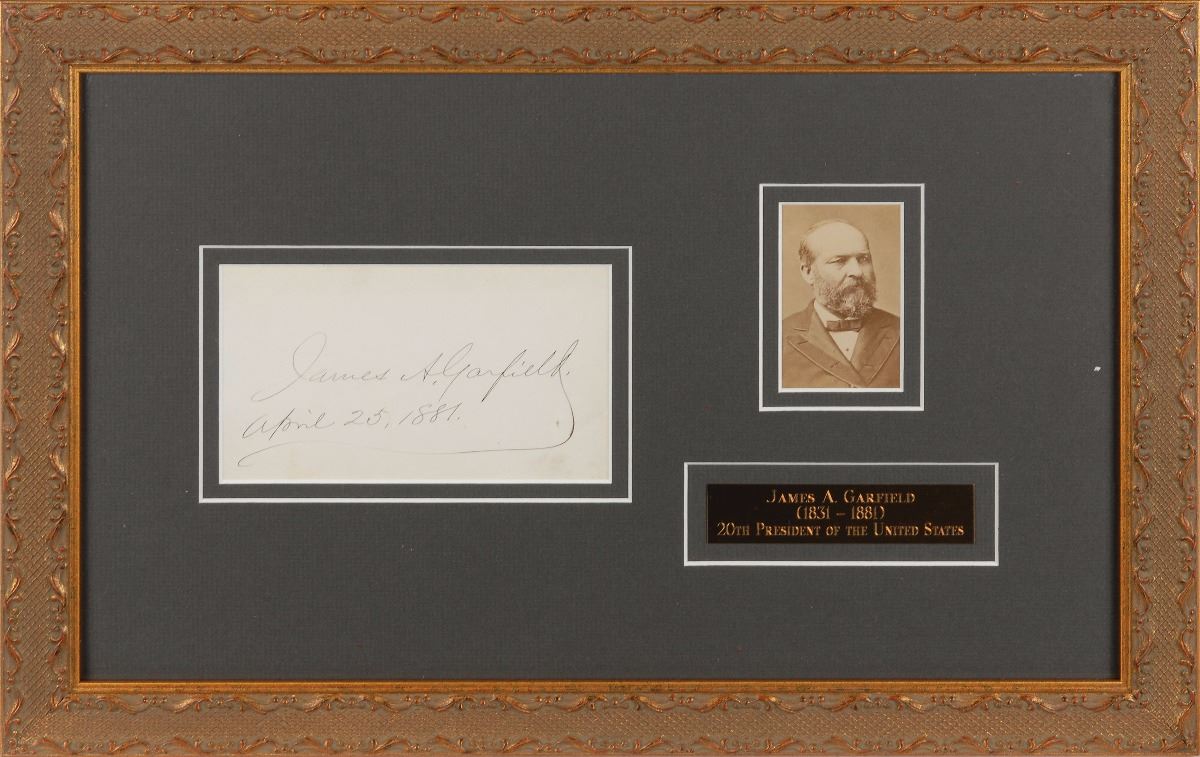 James A. Garfield.
April 25, 1881.
James A. Garfield
(1831 – 1881)
20th President of the United States